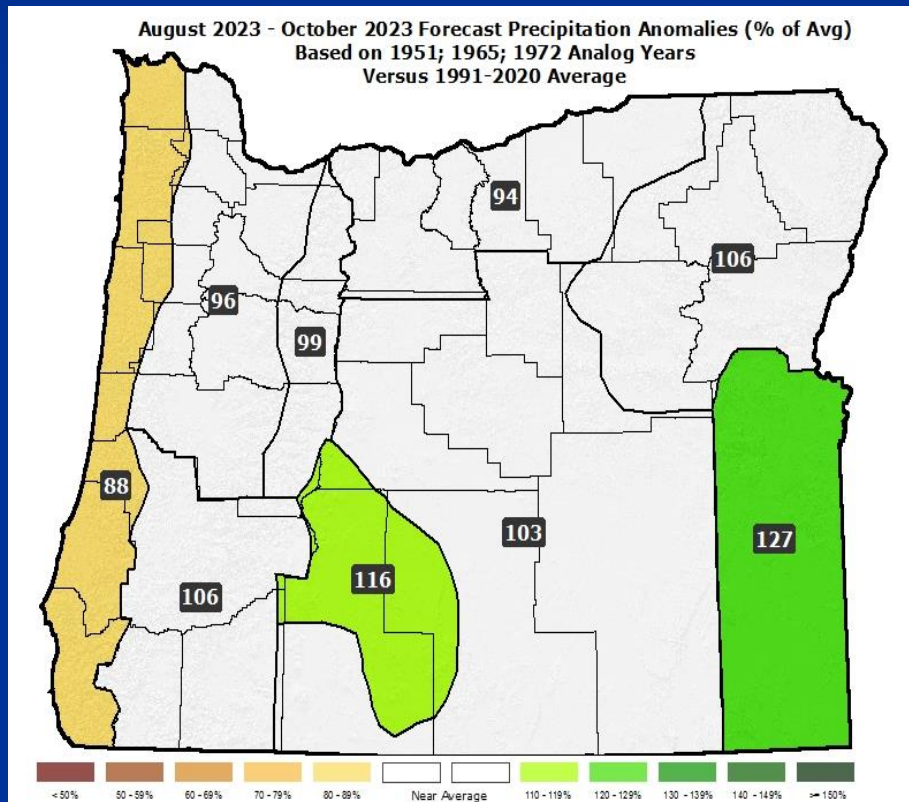 August 2023 - October 2023 Forecast Precipitation Anomalies (% of Avg)
Based on 1951; 1965; 1972 Analog Years
Versus 1991-2020 Average
94
106
96
99
88
103
127
116
106
< 50%
50 - 59%
60 - 69%
70 - 79%
80 - 89%
Near Average
110 - 119%
120 - 129%
130 - 139%
140 - 149%
>= 150%